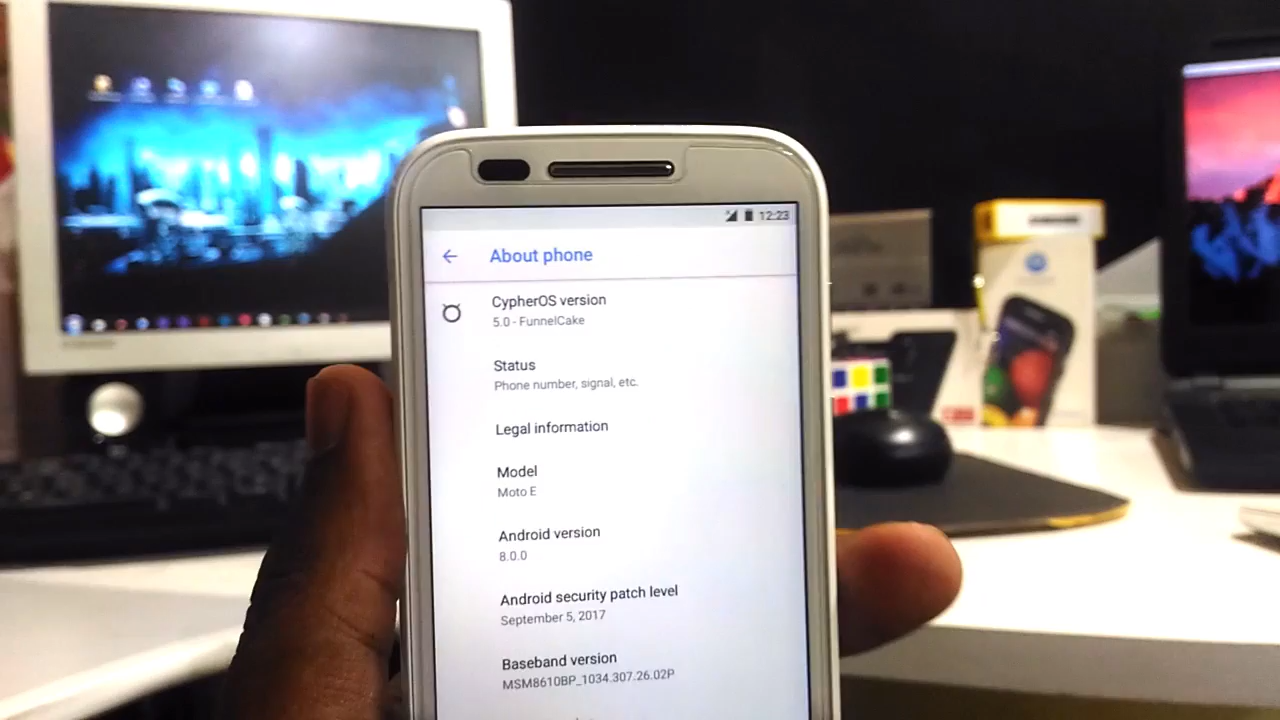 12:23
About phone
CypherOS version
5.0 - FunnelCake
Status
Phone number, signal, etc.
Legal information
Model
Moto E
Android version
8.0.0
Android security patch level
September 5, 2017
Baseband version
MSM8610BP_1034.307.26.02P